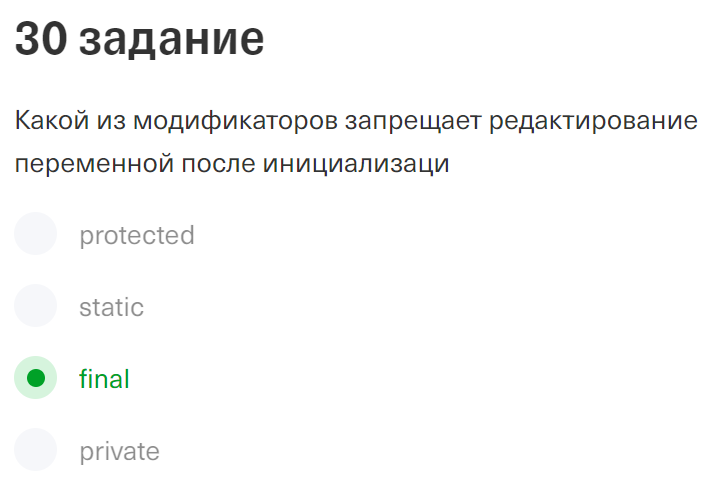 30 задание
Какой из модификаторов запрещает редактирование
переменной после инициализаци
protected
static
final
private